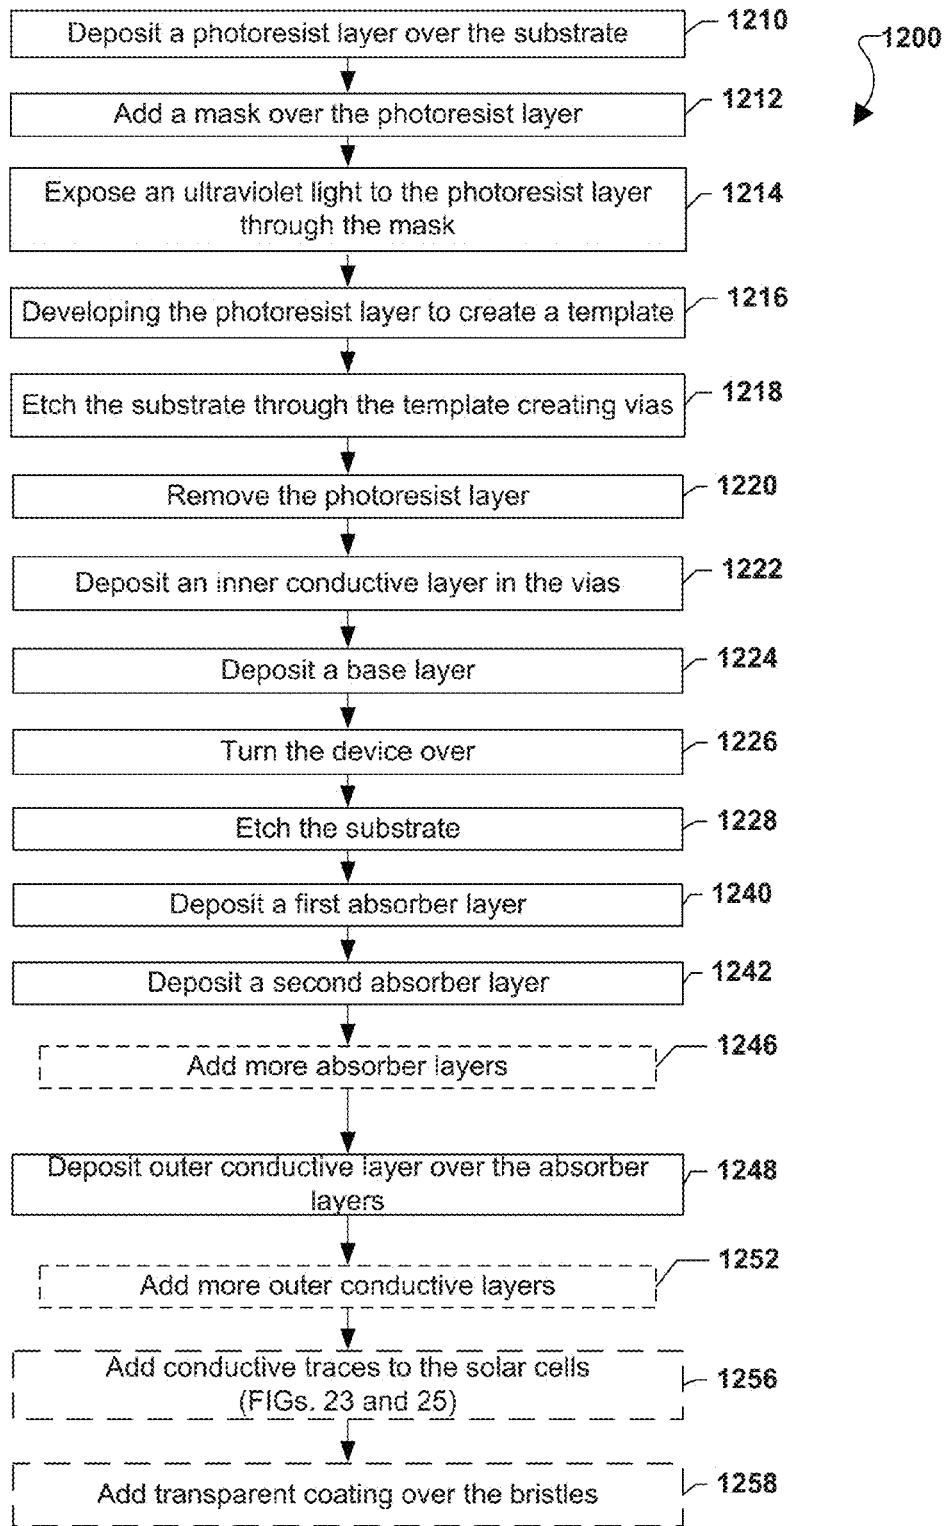 Deposit a photoresist layer over the substrate
1210
1200
Add a mask over the photoresist layer
1212
Expose an ultraviolet light to the photoresist layer
through the mask
1214
Developing the photoresist layer to create a template
1216
Etch the substrate through the template creating vias
1218
Remove the photoresist layer
1220
Deposit an inner conductive layer in the vias
1222
Deposit a base layer
1224
Turn the device over
1226
Etch the substrate
1228
Deposit a first absorber layer
1240
Deposit a second absorber layer
1242
Add more absorber layers
1246
Deposit outer conductive layer over the absorber
layers
1248
Add more outer conductive layers
1252
Add conductive traces to the solar cells
(FIGs. 23 and 25)
1256
Add transparent coating over the bristles
1258